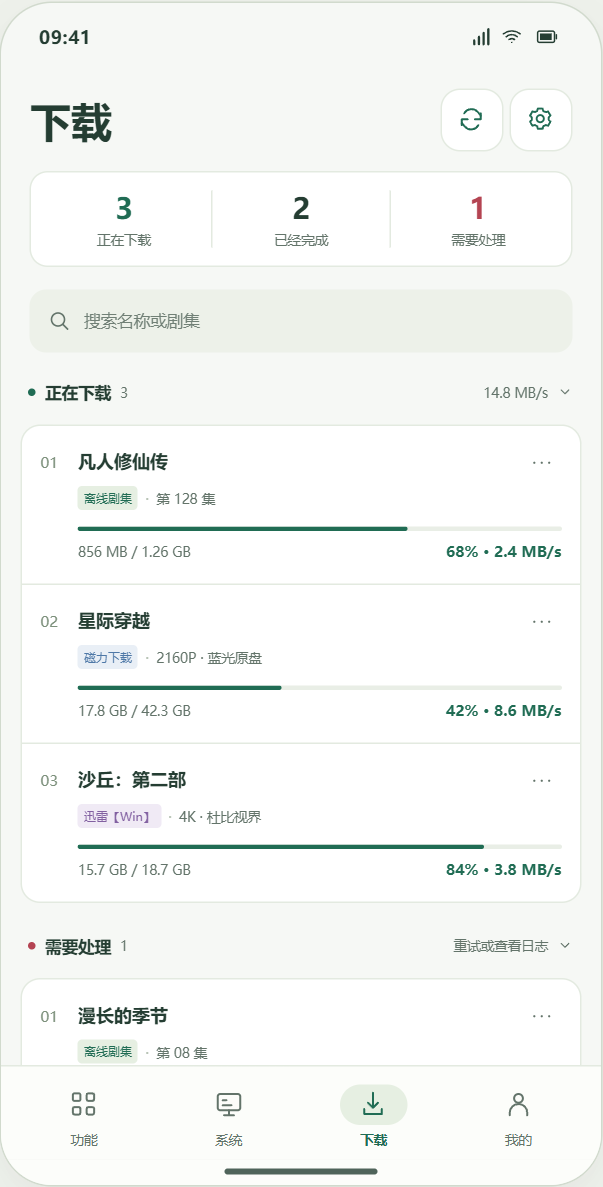 09:41
下载
3 2 1
正在下载 已经完成 需要处理
搜索名称或剧集
正在下载 3 14.8 MB/s
01 凡人修仙传 ···
离线剧集 · 第 128 集
856 MB / 1.26 GB 68% • 2.4 MB/s
02 星际穿越 ···
磁力下载 · 2160P · 蓝光原盘
17.8 GB / 42.3 GB 42% • 8.6 MB/s
03 沙丘：第二部 ···
迅雷【Win】 · 4K · 杜比视界
15.7 GB / 18.7 GB 84% • 3.8 MB/s
需要处理 1 重试或查看日志
01 漫长的季节 ···
离线剧集 · 第 08 集
功能 系统 下载 我的